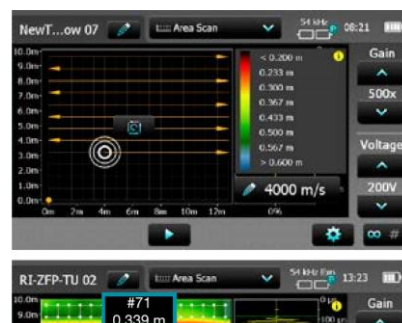 NewT...ow 07 Area Scan 54 kHz 08:21
10.0m
9.0m
8.0m
7.0m
6.0m
5.0m
4.0m
3.0m
2.0m
1.0m
0.0m
0m 2m 4m 6m 8m 10m 12m
< 0.200 m
0.233 m
0.300 m
0.367 m
0.433 m
0.500 m
0.567 m
> 0.600 m
4000 m/s
0%
Gain
500x
Voltage
200V
∞ #
RI-ZFP-TU 02 Area Scan 54 kHz 13:23
10.0m
9.0m
#71
0.339 m
0 µs
100 µs
Gain